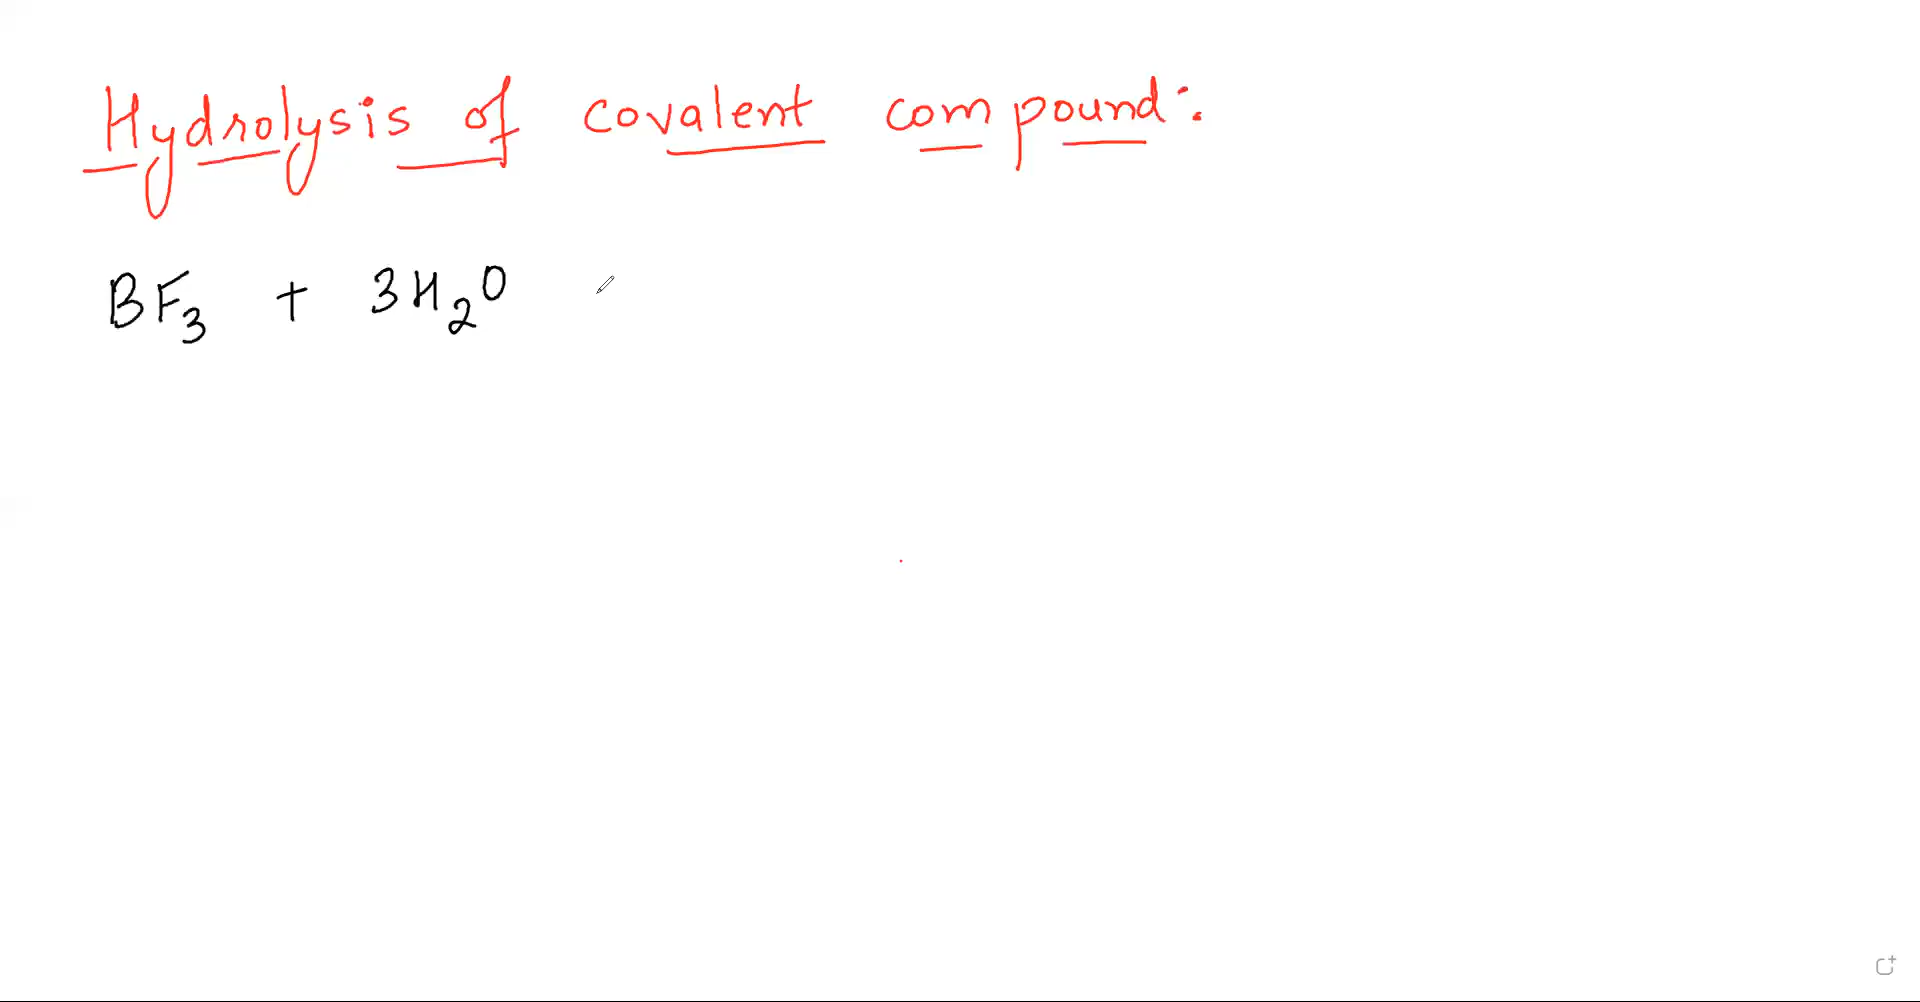 Hydrolysis of covalent compound:
BF₃ + 3H₂O